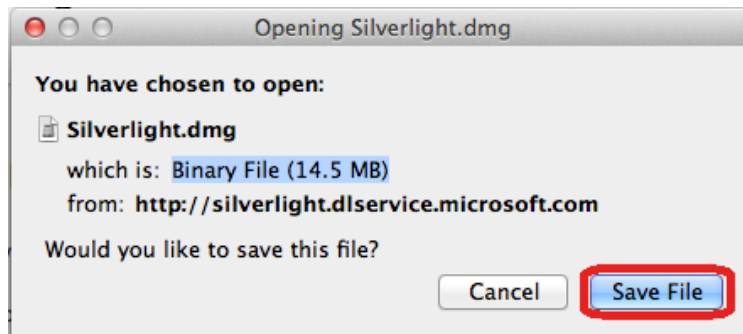 Opening Silverlight.dmg
You have chosen to open:
Silverlight.dmg
which is: Binary File (14.5 MB)
from: http://silverlight.dlservice.microsoft.com
Would you like to save this file?
Cancel Save File